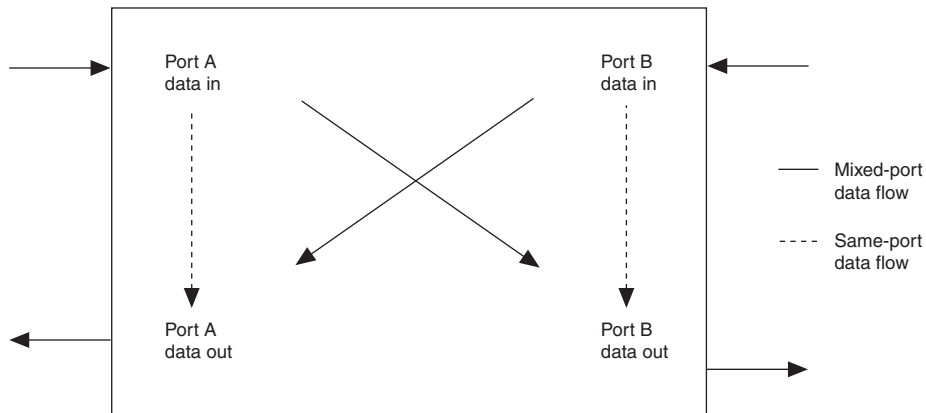 Port A
data in
Port B
data in
Mixed-port
data flow
Same-port
data flow
Port A
data out
Port B
data out